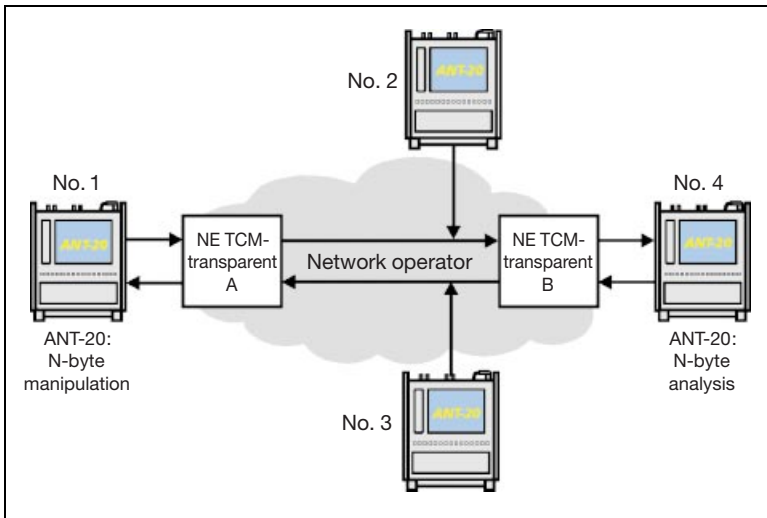 No. 2
ANT-20
No. 1
ANT-20
No. 4
ANT-20
NE TCM-
transparent
A
Network operator
NE TCM-
transparent
B
ANT-20:
N-byte
manipulation
ANT-20:
N-byte
analysis
No. 3
ANT-20